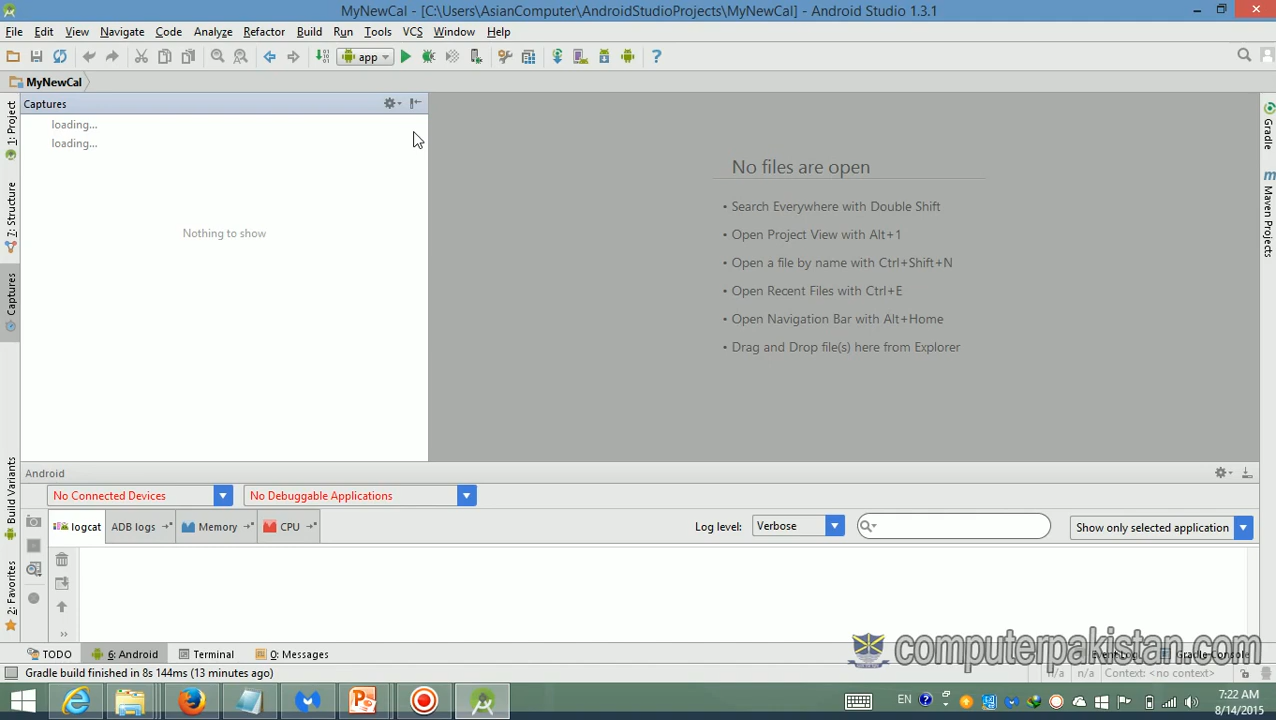 MyNewCal - [C:\Users\AsianComputer\AndroidStudioProjects\MyNewCal] - Android Studio 1.3.1
File Edit View Navigate Code Analyze Refactor Build Run Tools VCS Window Help
app
MyNewCal
Captures
loading...
loading...
Nothing to show
1: Project
7: Structure
Captures
Build Variants
2: Favorites
No files are open
• Search Everywhere with Double Shift
• Open Project View with Alt+1
• Open a file by name with Ctrl+Shift+N
• Open Recent Files with Ctrl+E
• Open Navigation Bar with Alt+Home
• Drag and Drop file(s) here from Explorer
Gradle
Maven Projects
Android
No Connected Devices No Debuggable Applications
logcat ADB logs Memory CPU Log level: Verbose Show only selected application
TODO 6: Android Terminal 0: Messages Event Log Gradle Console
computerpakistan.com
Gradle build finished in 8s 144ms (13 minutes ago) n/a n/a Context: <no context>
EN
7:22 AM
8/14/2015